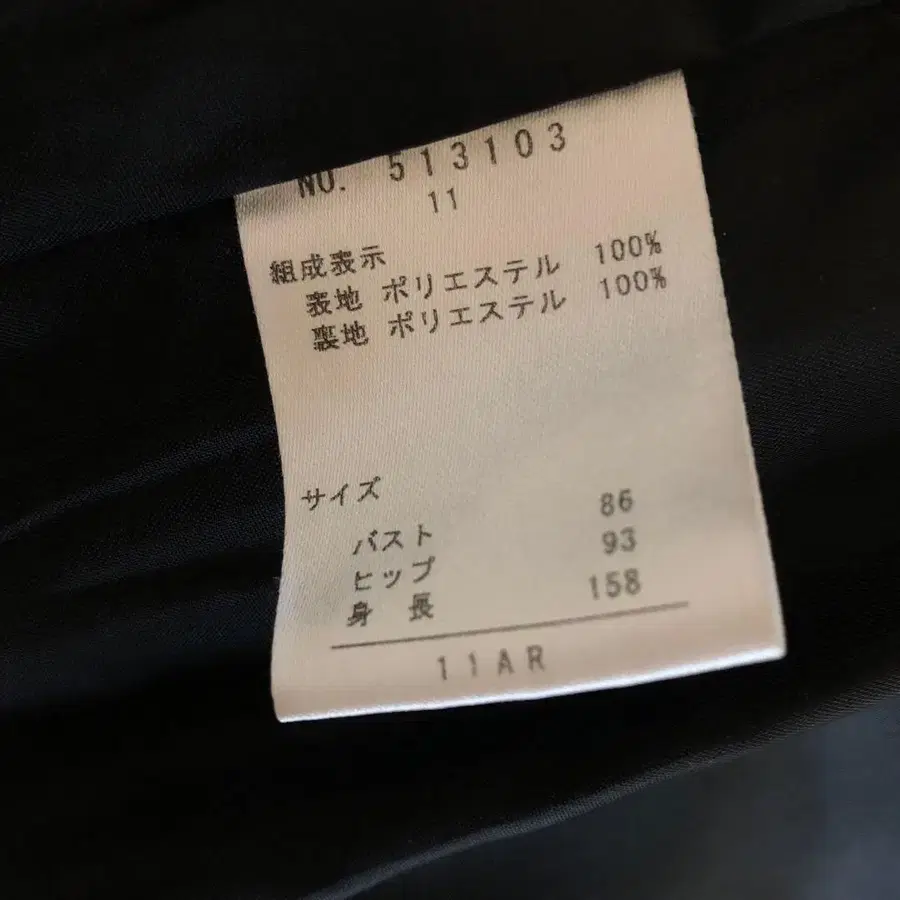 NO. 513103
11
組成表示
表地 ポリエステル 100%
裏地 ポリエステル 100%
サイズ
バスト 86
ヒップ 93
身 長 158
11AR